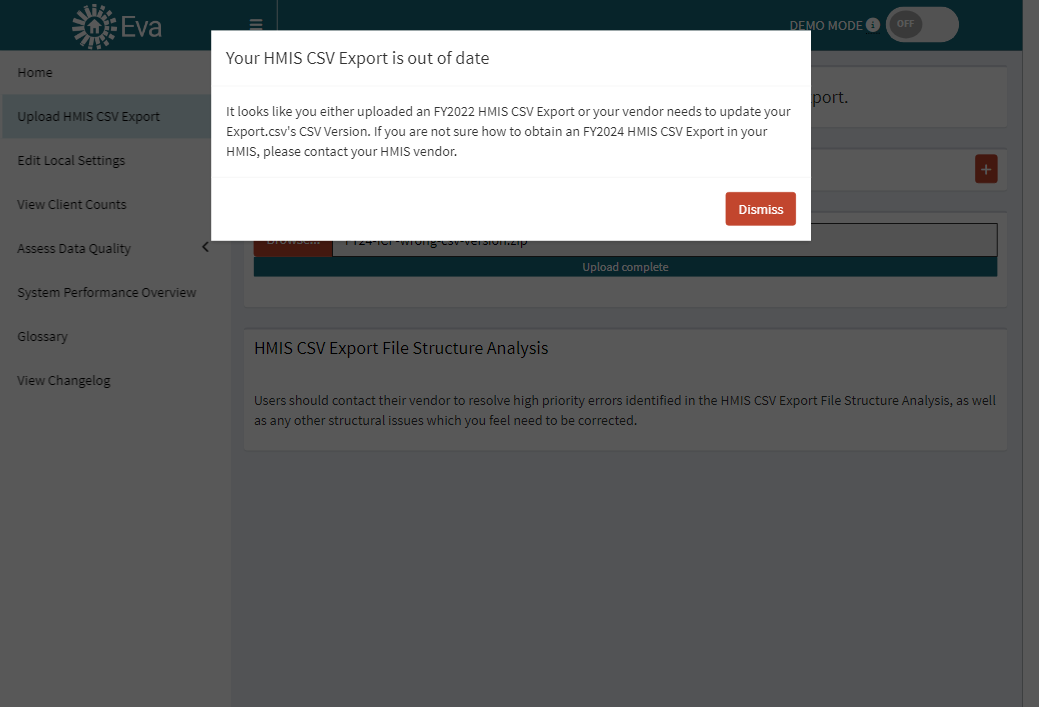 Eva
DEMO MODE i OFF
Your HMIS CSV Export is out of date
It looks like you either uploaded an FY2022 HMIS CSV Export or your vendor needs to update your
Export.csv's CSV Version. If you are not sure how to obtain an FY2024 HMIS CSV Export in your
HMIS, please contact your HMIS vendor.
Dismiss
Home
Upload HMIS CSV Export
Edit Local Settings
View Client Counts
Assess Data Quality
System Performance Overview
Glossary
View Changelog
port.
+
Browse... FY24-ICF-wrong-csv-version.zip
Upload complete
HMIS CSV Export File Structure Analysis
Users should contact their vendor to resolve high priority errors identified in the HMIS CSV Export File Structure Analysis, as well
as any other structural issues which you feel need to be corrected.